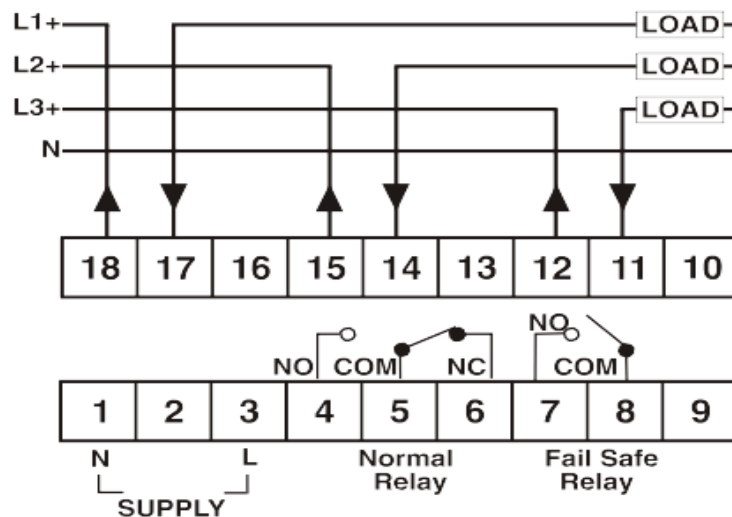 L1+ LOAD
L2+ LOAD
L3+ LOAD
N
18 17 16 15 14 13 12 11 10
NO
NO COM NC COM
1 2 3 4 5 6 7 8 9
N L Normal Fail Safe
Relay Relay
SUPPLY